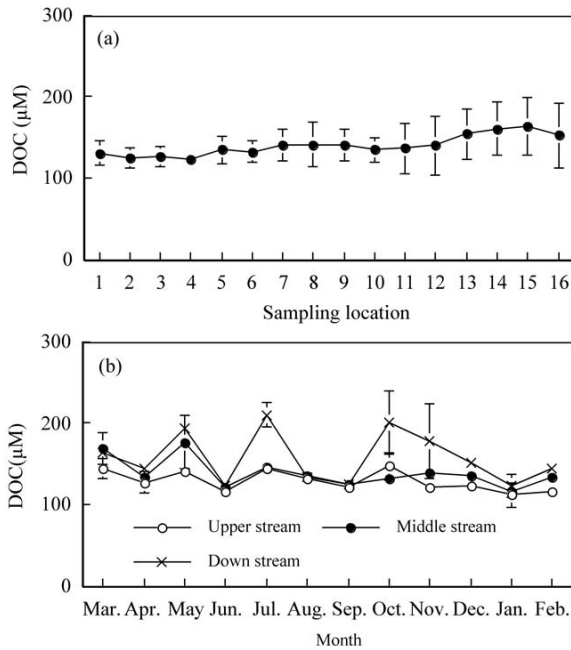 300
(a)
200
DOC (μM)
100
0
1 2 3 4 5 6 7 8 9 10 11 12 13 14 15 16
Sampling location
300
(b)
200
DOC(μM)
100
Upper stream Middle stream
Down stream
0
Mar. Apr. May Jun. Jul. Aug. Sep. Oct. Nov. Dec. Jan. Feb.
Month